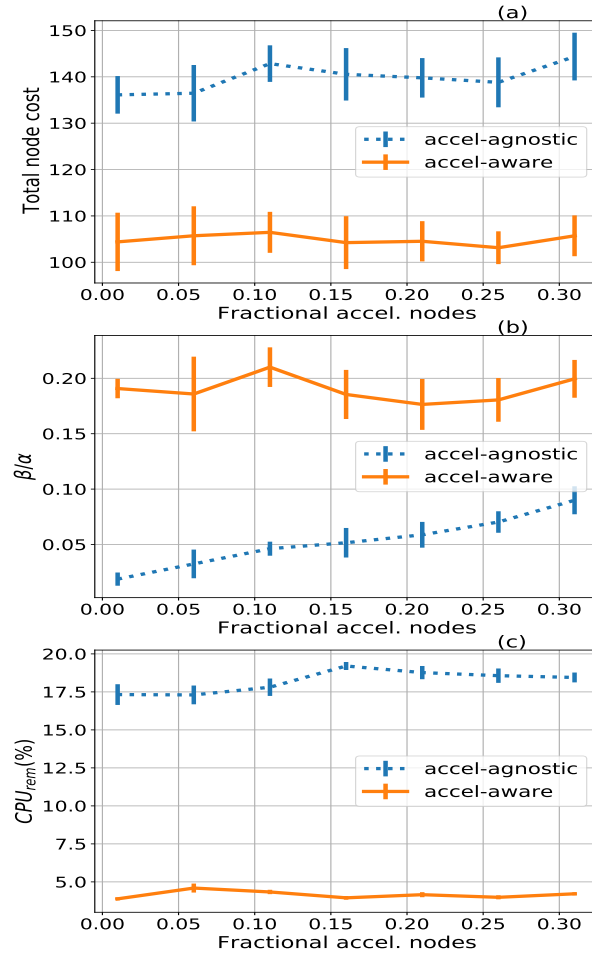 (a)
150
140
130
120
110
100
Total node cost
accel-agnostic
accel-aware
0.00 0.05 0.10 0.15 0.20 0.25 0.30
Fractional accel. nodes
(b)
0.20
0.15
0.10
0.05
β/α
accel-agnostic
accel-aware
0.00 0.05 0.10 0.15 0.20 0.25 0.30
Fractional accel. nodes
(c)
20.0
17.5
15.0
12.5
10.0
7.5
5.0
CPU_rem(%)
accel-agnostic
accel-aware
0.00 0.05 0.10 0.15 0.20 0.25 0.30
Fractional accel. nodes